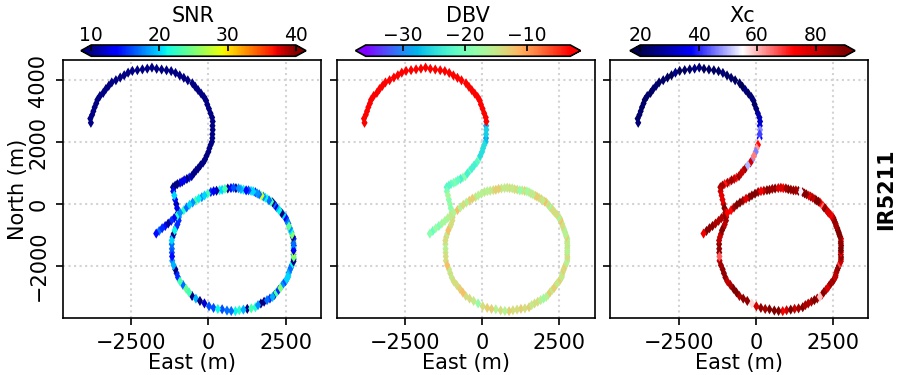 SNR
DBV
Xc
10 20 30 40
−30 −20 −10
20 40 60 80
4000
2000
0
−2000
North (m)
−2500 0 2500
−2500 0 2500
−2500 0 2500
East (m)
East (m)
East (m)
IR5211